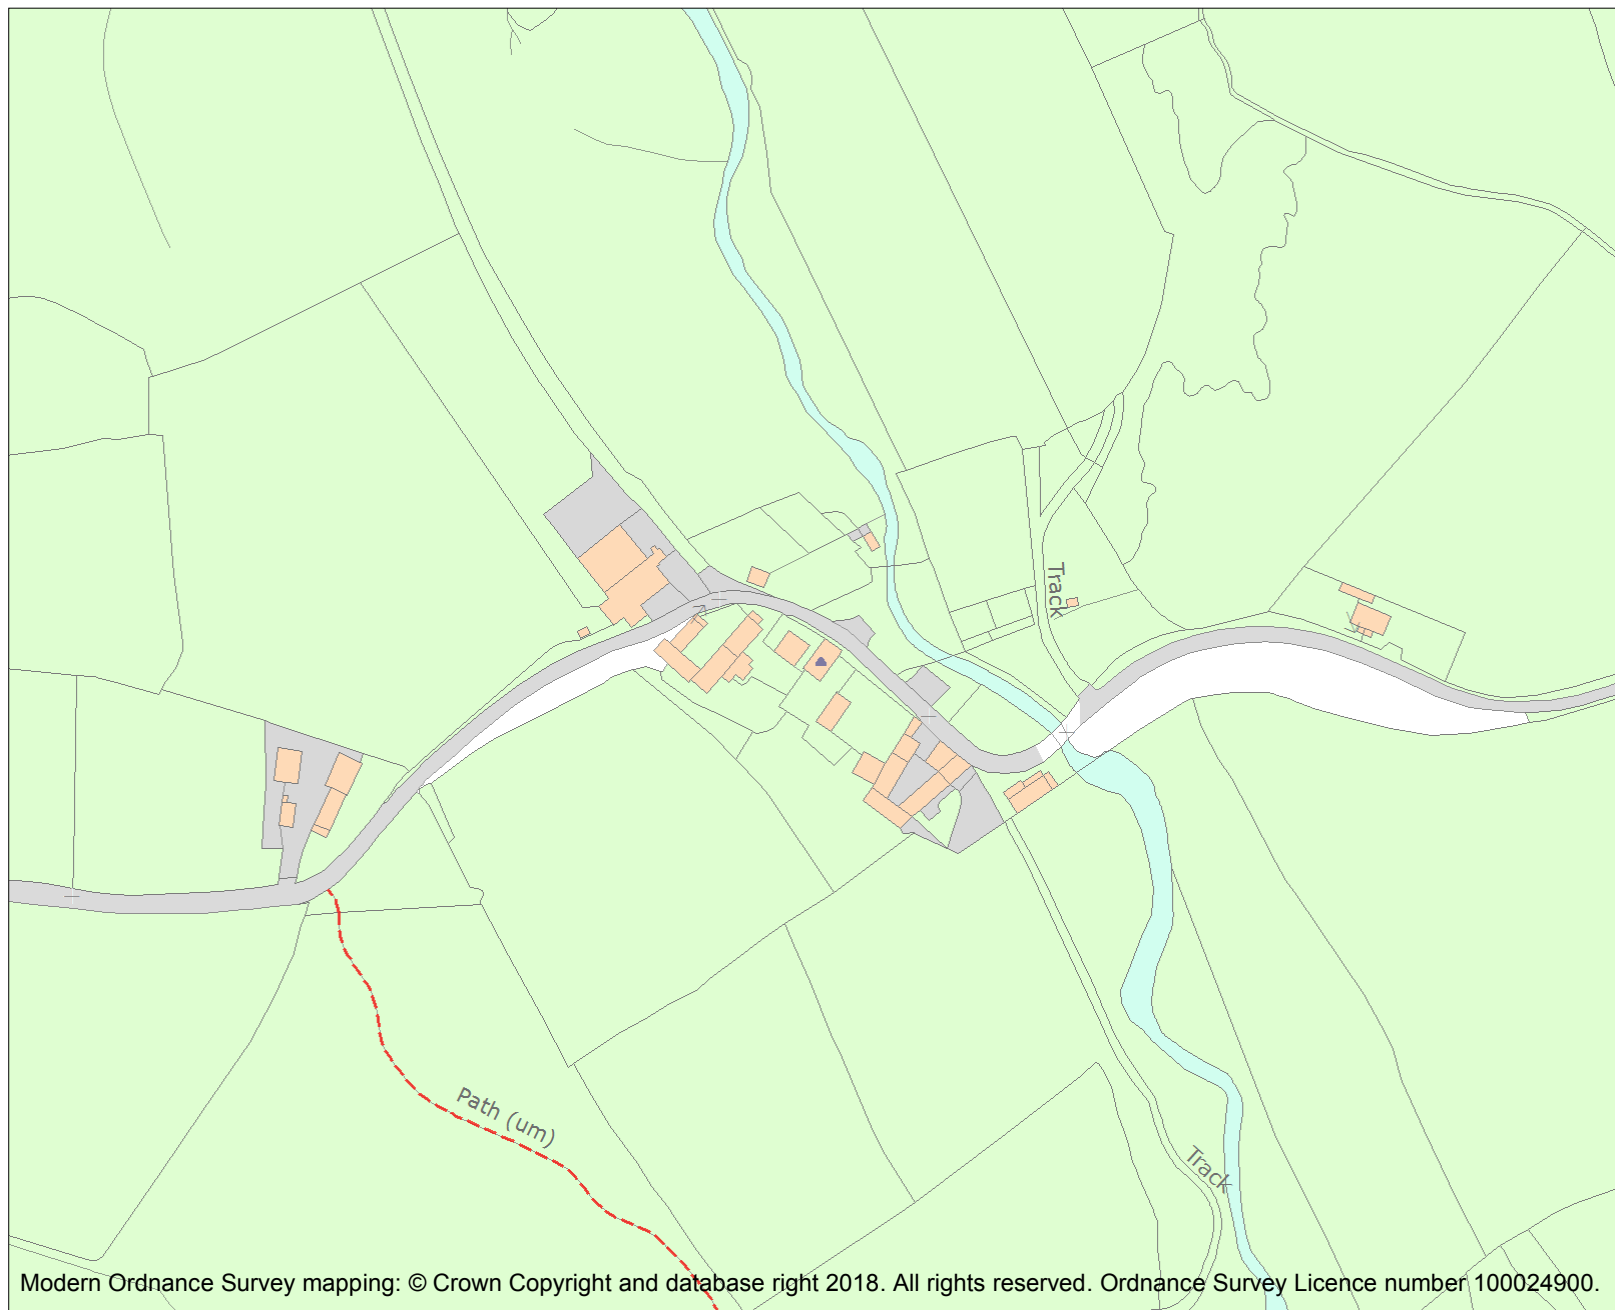 Track
Path (um)
Track
Modern Ordnance Survey mapping: © Crown Copyright and database right 2018. All rights reserved. Ordnance Survey Licence number 100024900.